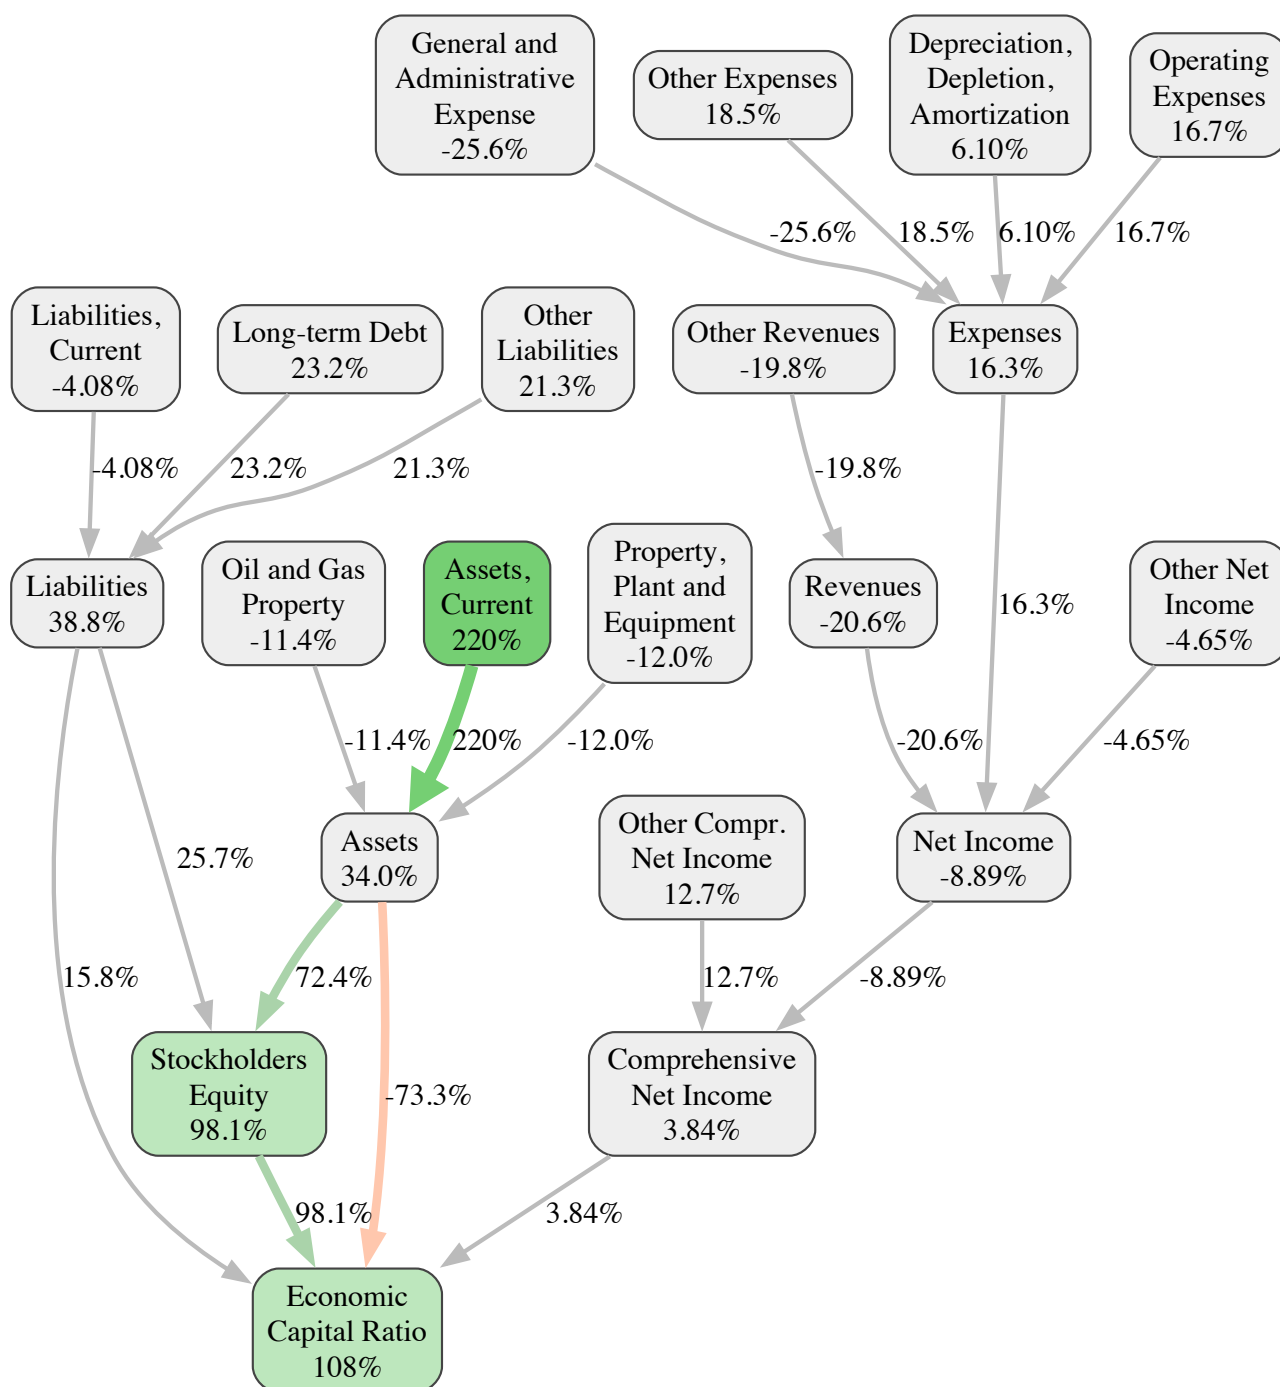 General and
Administrative
Expense
-25.6%
Other Expenses
18.5%
Depreciation,
Depletion,
Amortization
6.10%
Operating
Expenses
16.7%
-25.6%
18.5%
6.10%
16.7%
Liabilities,
Current
-4.08%
Long-term Debt
23.2%
Other
Liabilities
21.3%
Other Revenues
-19.8%
Expenses
16.3%
-4.08%
23.2%
21.3%
-19.8%
Liabilities
38.8%
Oil and Gas
Property
-11.4%
Assets,
Current
220%
Property,
Plant and
Equipment
-12.0%
Revenues
-20.6%
16.3%
Other Net
Income
-4.65%
-11.4%
220%
-12.0%
-20.6%
-4.65%
25.7%
Assets
34.0%
Other Compr.
Net Income
12.7%
Net Income
-8.89%
15.8%
72.4%
12.7%
-8.89%
Stockholders
Equity
98.1%
-73.3%
Comprehensive
Net Income
3.84%
98.1%
3.84%
Economic
Capital Ratio
108%